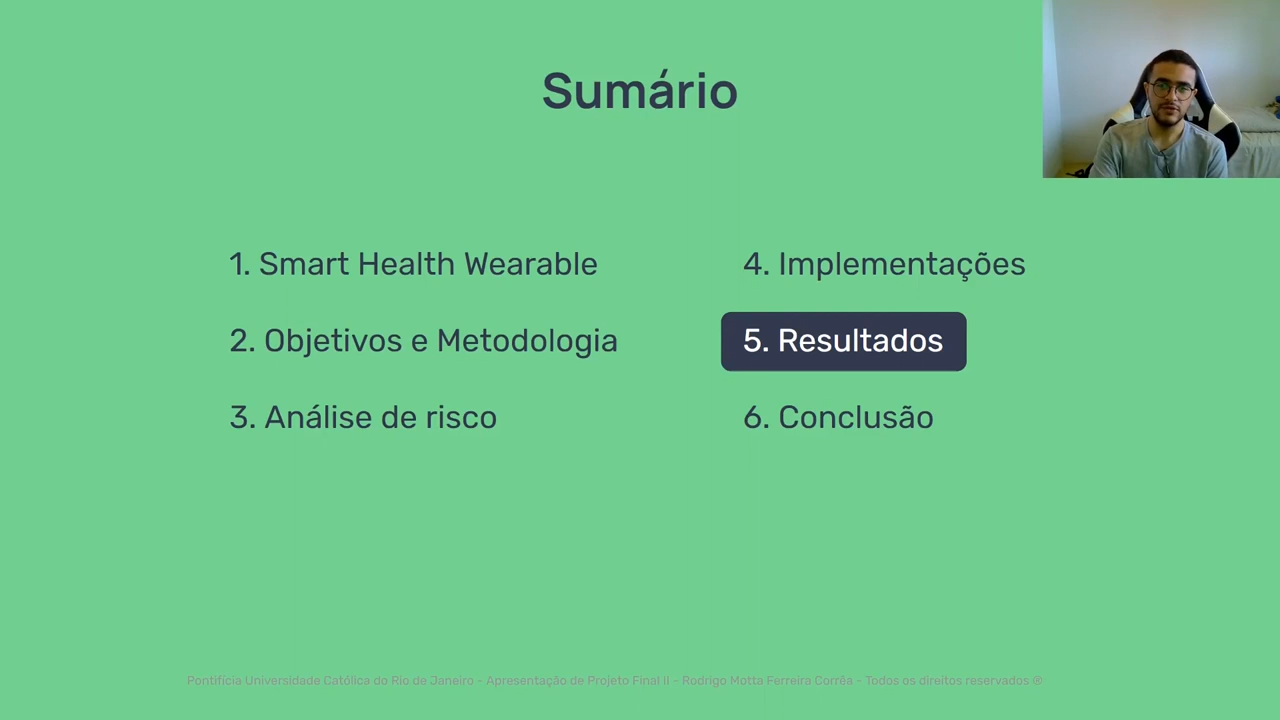 Sumário
1. Smart Health Wearable
2. Objetivos e Metodologia
3. Análise de risco
4. Implementações
5. Resultados
6. Conclusão
Pontifícia Universidade Católica do Rio de Janeiro - Apresentação de Projeto Final II - Rodrigo Motta Ferreira Corrêa - Todos os direitos reservados ®